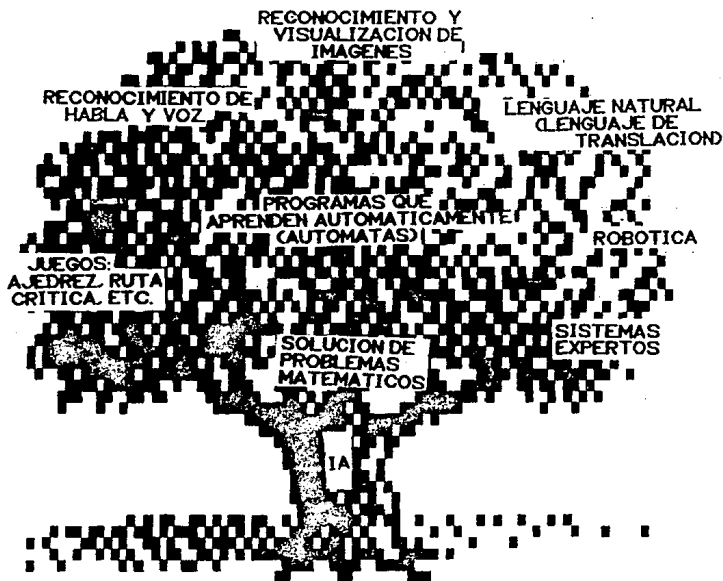 RECONOCIMIENTO Y
VISUALIZACION DE
IMAGENES
RECONOCIMIENTO DE
HABLA Y VOZ
LENGUAJE NATURAL
(LENGUAJE DE
TRANSLACION)
PROGRAMAS QUE
APRENDEN AUTOMATICAMENTE
(AUTOMATAS)
ROBOTICA
JUEGOS:
AJEDREZ, RUTA
CRITICA, ETC.
SOLUCION DE
PROBLEMAS
MATEMATICOS
SISTEMAS
EXPERTOS
IA